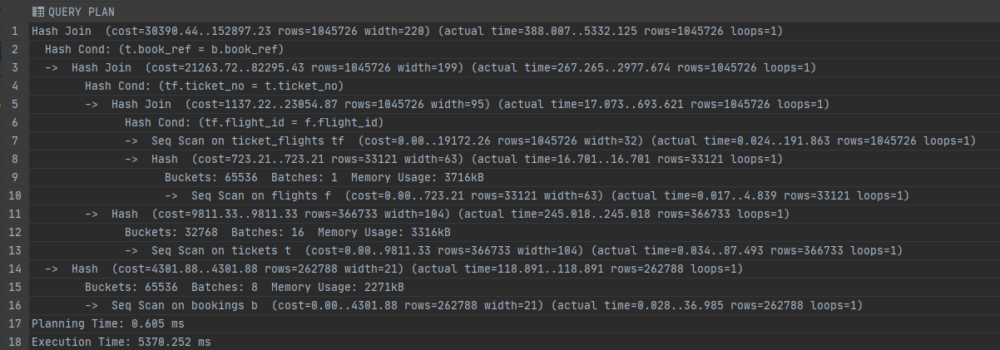 QUERY PLAN
1 Hash Join  (cost=30390.44..152897.23 rows=1045726 width=220) (actual time=388.007..5332.125 rows=1045726 loops=1)
2   Hash Cond: (t.book_ref = b.book_ref)
3   ->  Hash Join  (cost=21263.72..82295.43 rows=1045726 width=199) (actual time=267.265..2977.674 rows=1045726 loops=1)
4         Hash Cond: (tf.ticket_no = t.ticket_no)
5         ->  Hash Join  (cost=1137.22..23054.87 rows=1045726 width=95) (actual time=17.073..693.621 rows=1045726 loops=1)
6               Hash Cond: (tf.flight_id = f.flight_id)
7               ->  Seq Scan on ticket_flights tf  (cost=0.00..19172.26 rows=1045726 width=32) (actual time=0.024..191.863 rows=1045726 loops=1)
8               ->  Hash  (cost=723.21..723.21 rows=33121 width=63) (actual time=16.701..16.701 rows=33121 loops=1)
9                     Buckets: 65536  Batches: 1  Memory Usage: 3716kB
10                     ->  Seq Scan on flights f  (cost=0.00..723.21 rows=33121 width=63) (actual time=0.017..4.839 rows=33121 loops=1)
11         ->  Hash  (cost=9811.33..9811.33 rows=366733 width=104) (actual time=245.018..245.018 rows=366733 loops=1)
12               Buckets: 32768  Batches: 16  Memory Usage: 3316kB
13               ->  Seq Scan on tickets t  (cost=0.00..9811.33 rows=366733 width=104) (actual time=0.034..87.493 rows=366733 loops=1)
14   ->  Hash  (cost=4301.88..4301.88 rows=262788 width=21) (actual time=118.891..118.891 rows=262788 loops=1)
15         Buckets: 65536  Batches: 8  Memory Usage: 2271kB
16         ->  Seq Scan on bookings b  (cost=0.00..4301.88 rows=262788 width=21) (actual time=0.028..36.985 rows=262788 loops=1)
17 Planning Time: 0.605 ms
18 Execution Time: 5370.252 ms